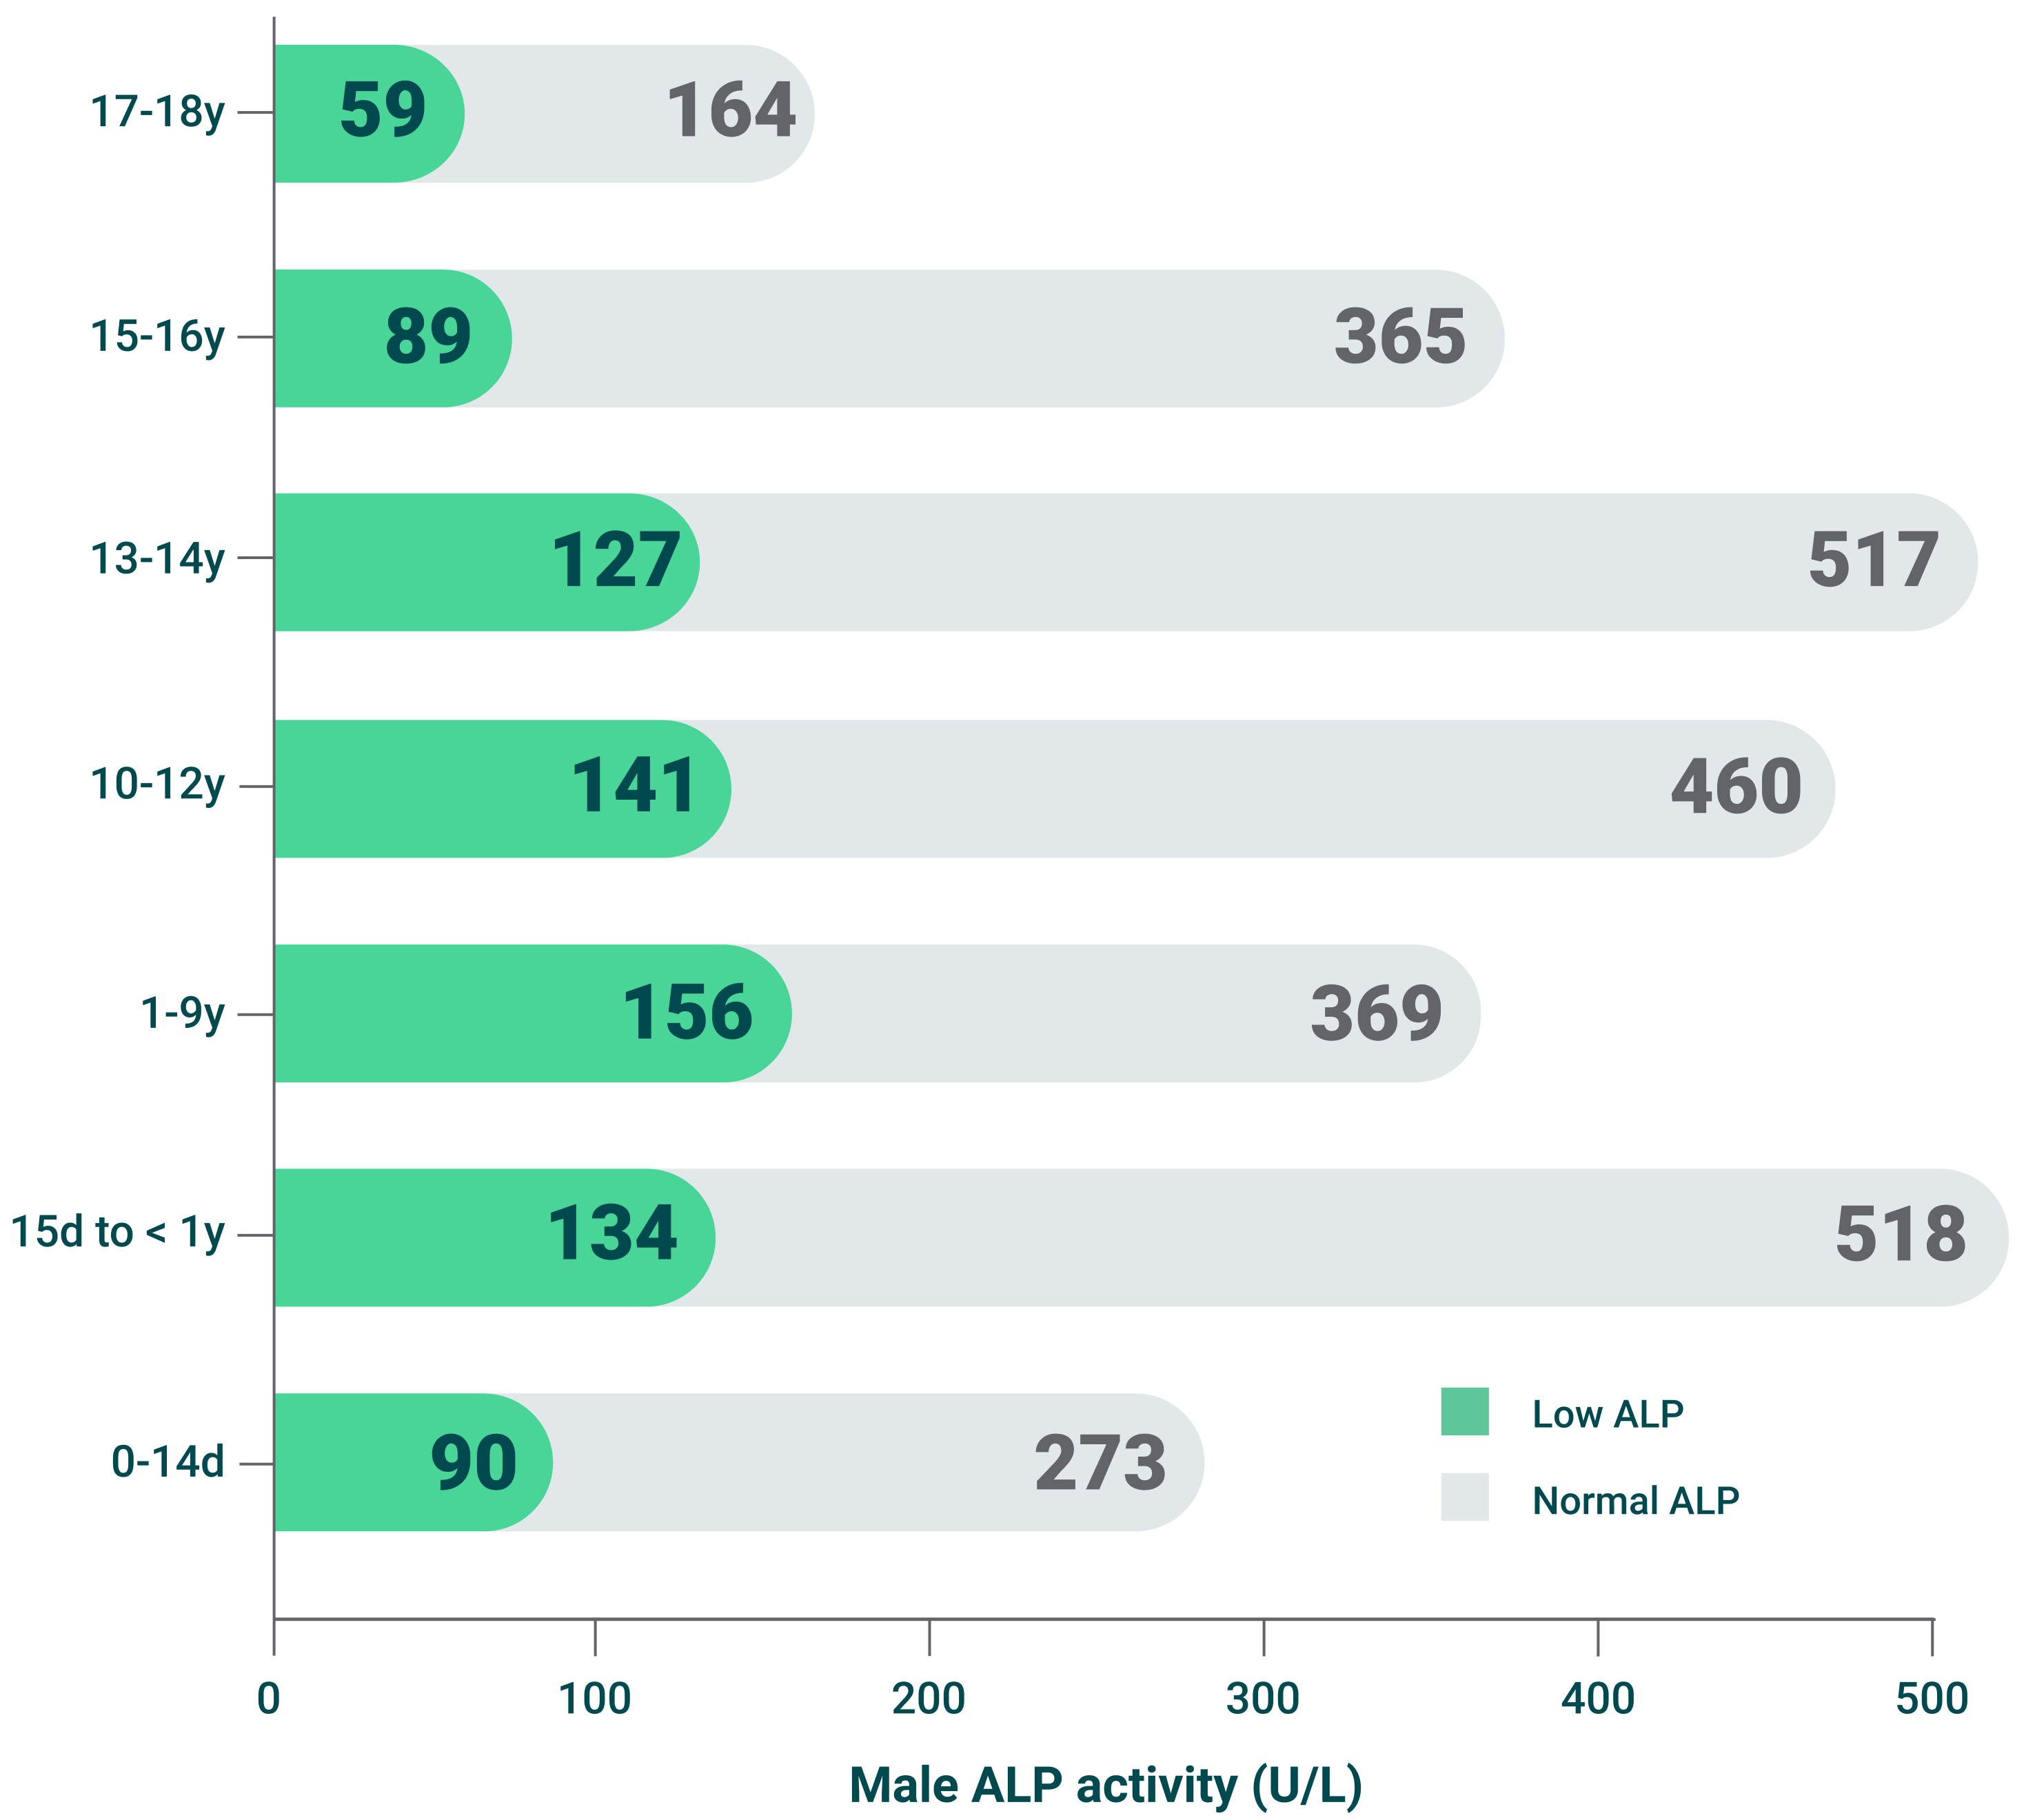 17-18y 59 164
15-16y 89 365
13-14y 127 517
10-12y 141 460
1-9y 156 369
15d to < 1y 134 518
0-14d 90 273
Low ALP
Normal ALP
0 100 200 300 400 500
Male ALP activity (U/L)